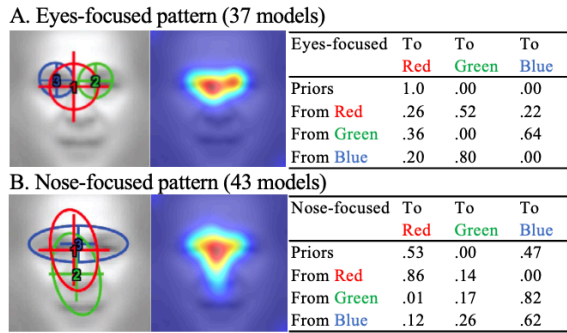 A. Eyes-focused pattern (37 models)
3 1 2
Eyes-focused To To To
Red Green Blue
Priors 1.0 .00 .00
From Red .26 .52 .22
From Green .36 .00 .64
From Blue .20 .80 .00
B. Nose-focused pattern (43 models)
1 3
2
Nose-focused To To To
Red Green Blue
Priors .53 .00 .47
From Red .86 .14 .00
From Green .01 .17 .82
From Blue .12 .26 .62